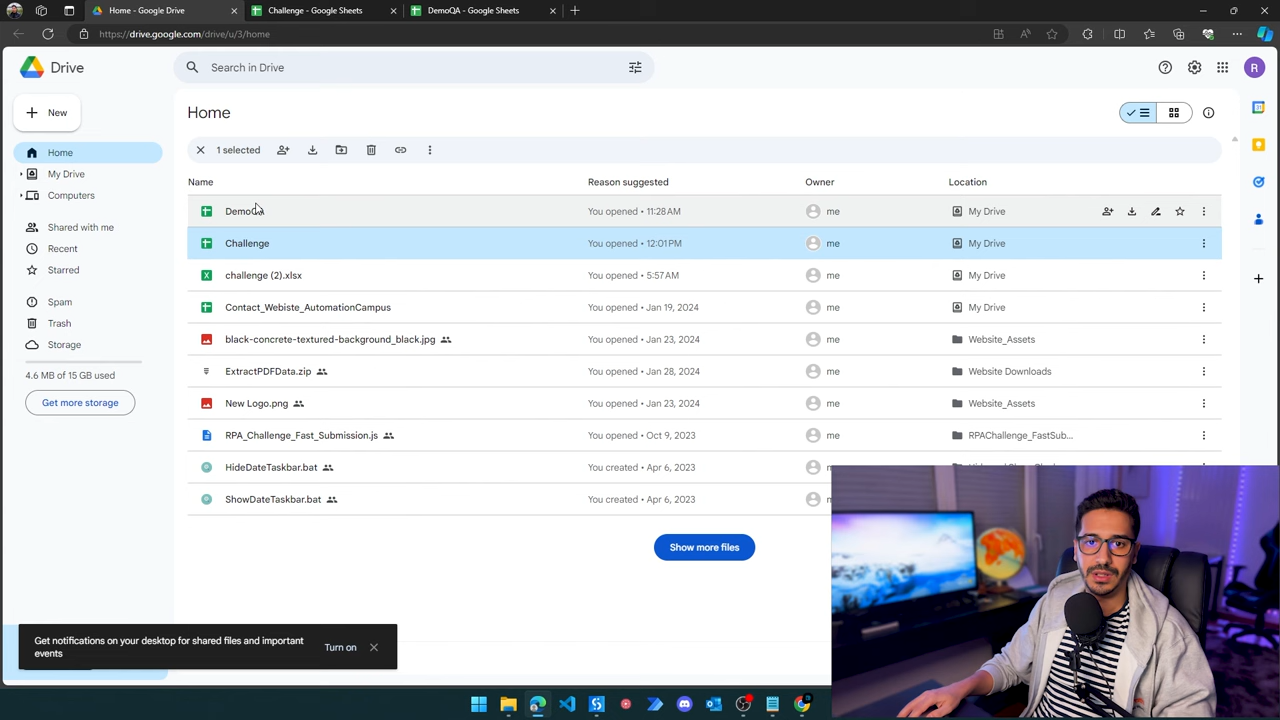 Home - Google Drive
Challenge - Google Sheets
DemoQA - Google Sheets
https://drive.google.com/drive/u/3/home
Drive
Search in Drive
R
New
Home
My Drive
Computers
Shared with me
Recent
Starred
Spam
Trash
Storage
4.6 MB of 15 GB used
Get more storage
Home
1 selected
Name Reason suggested Owner Location
DemoQA You opened • 11:28 AM me My Drive
Challenge You opened • 12:01 PM me My Drive
challenge (2).xlsx You opened • 5:57 AM me My Drive
Contact_Webiste_AutomationCampus You opened • Jan 19, 2024 me My Drive
black-concrete-textured-background_black.jpg You opened • Jan 23, 2024 me Website_Assets
ExtractPDFData.zip You opened • Jan 28, 2024 me Website Downloads
New Logo.png You opened • Jan 23, 2024 me Website_Assets
RPA_Challenge_Fast_Submission.js You opened • Oct 9, 2023 me RPAChallenge_FastSub...
HideDateTaskbar.bat You created • Apr 6, 2023 me
ShowDateTaskbar.bat You created • Apr 6, 2023 m
Show more files
Get notifications on your desktop for shared files and important
events
Turn on